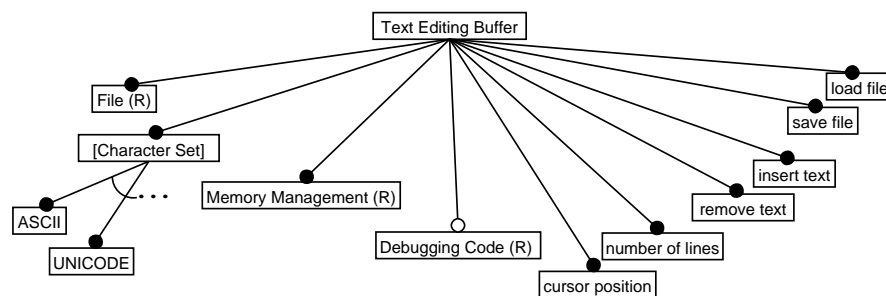 Text Editing Buffer
File (R)
load file
save file
[Character Set]
insert text
Memory Management (R)
...
remove text
ASCII
Debugging Code (R)
number of lines
UNICODE
cursor position